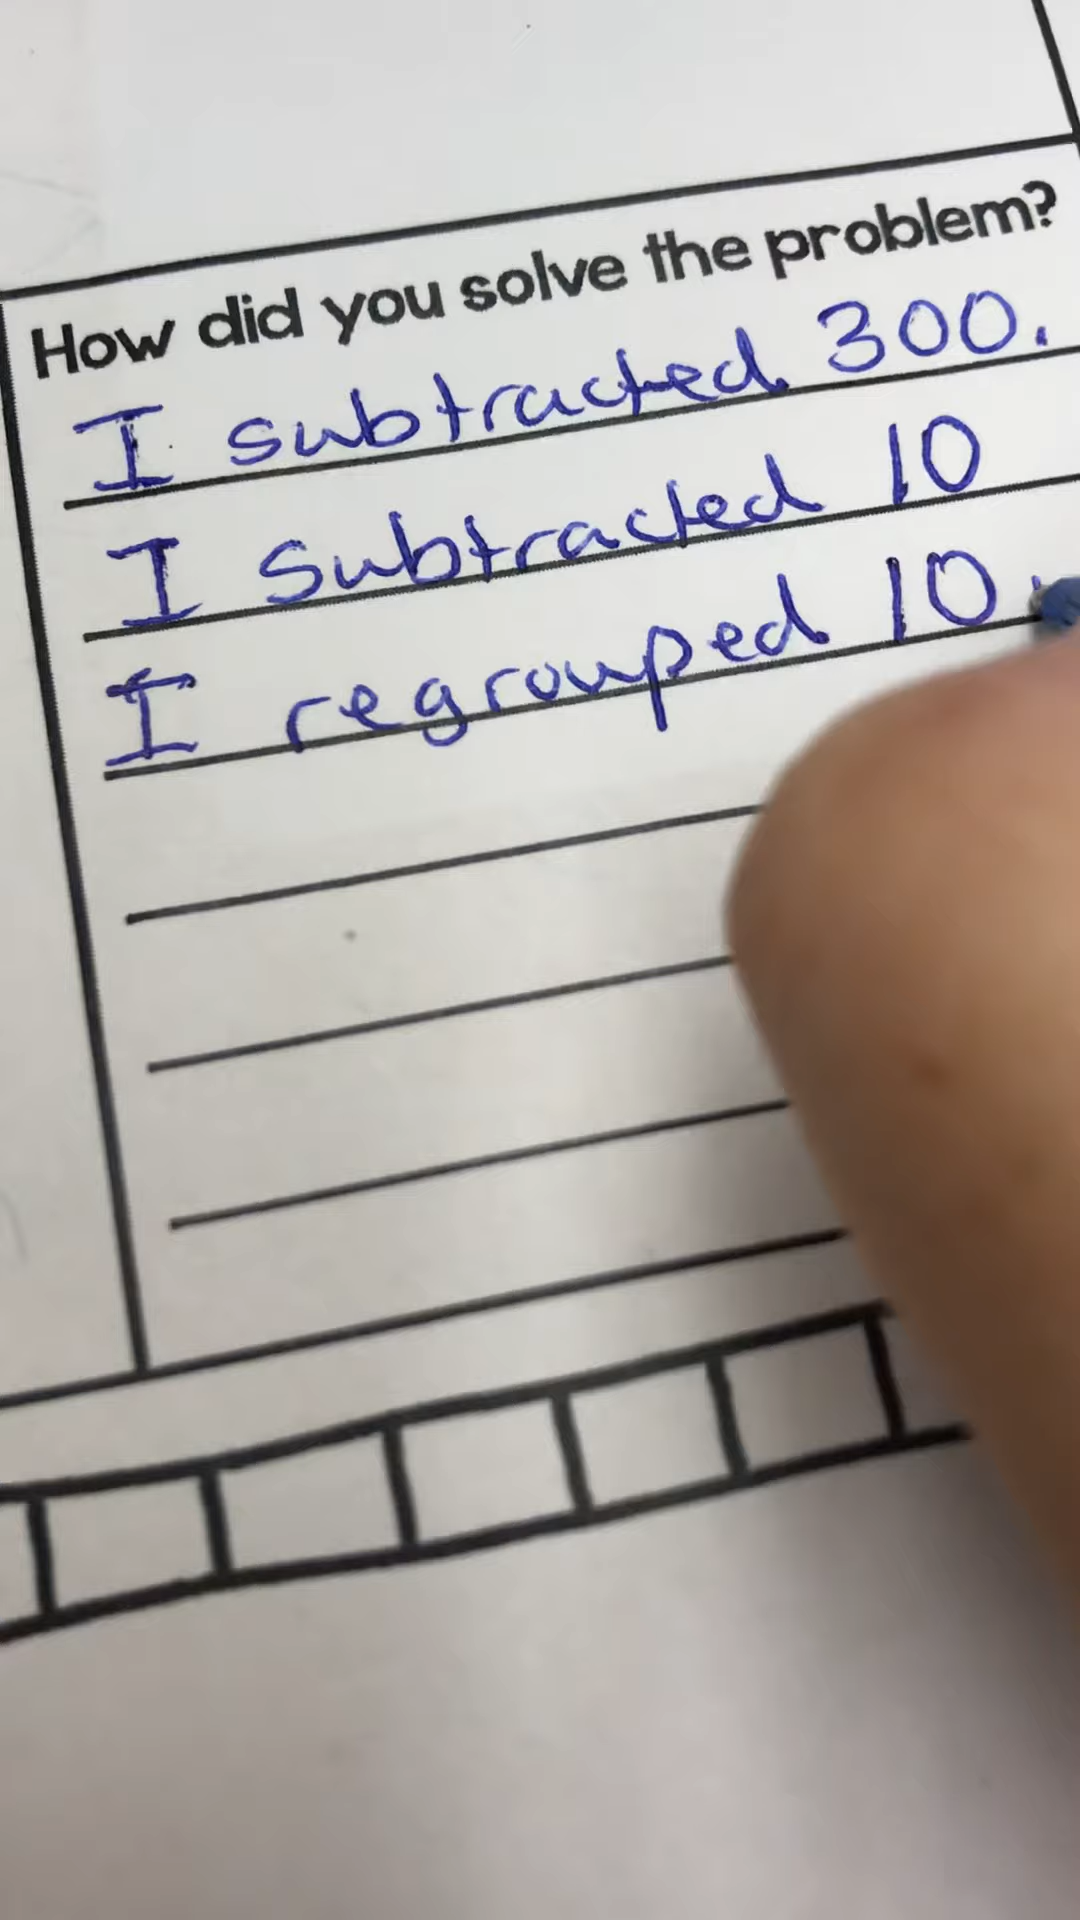 How did you solve the problem?
I subtracted 300.
I subtracted 10
I regrouped 10.